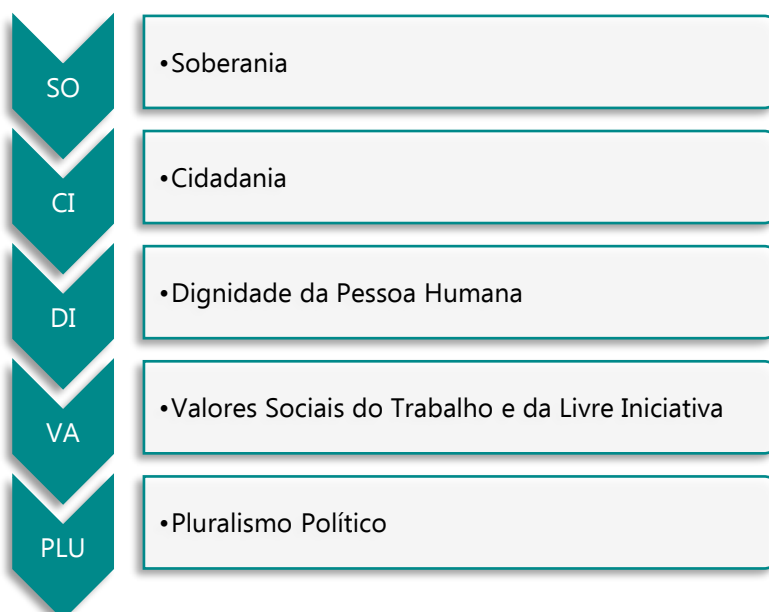 SO
•Soberania
CI
•Cidadania
DI
•Dignidade da Pessoa Humana
VA
•Valores Sociais do Trabalho e da Livre Iniciativa
PLU
•Pluralismo Político